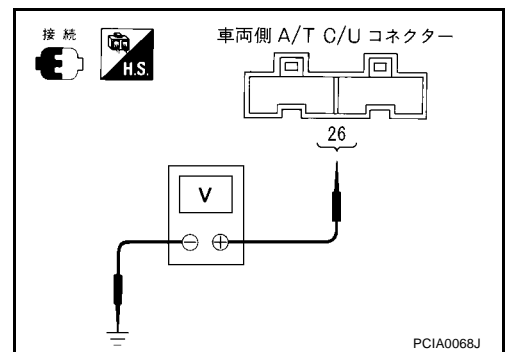 接続
H.S.
車両側 A/T C/U コネクター
26
V
− +
PCIA0068J